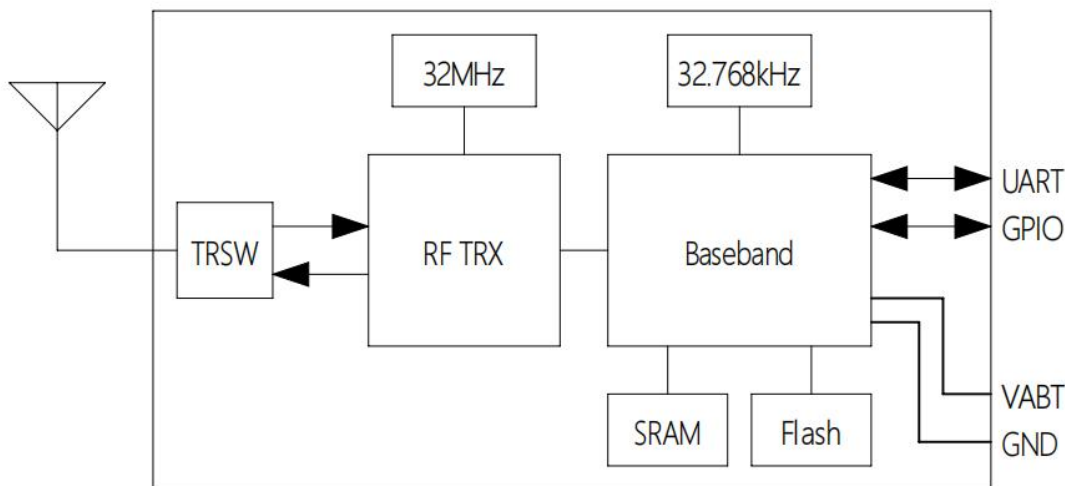 32MHz
32.768kHz
UART
GPIO
TRSW
RF TRX
Baseband
VABT
SRAM
Flash
GND